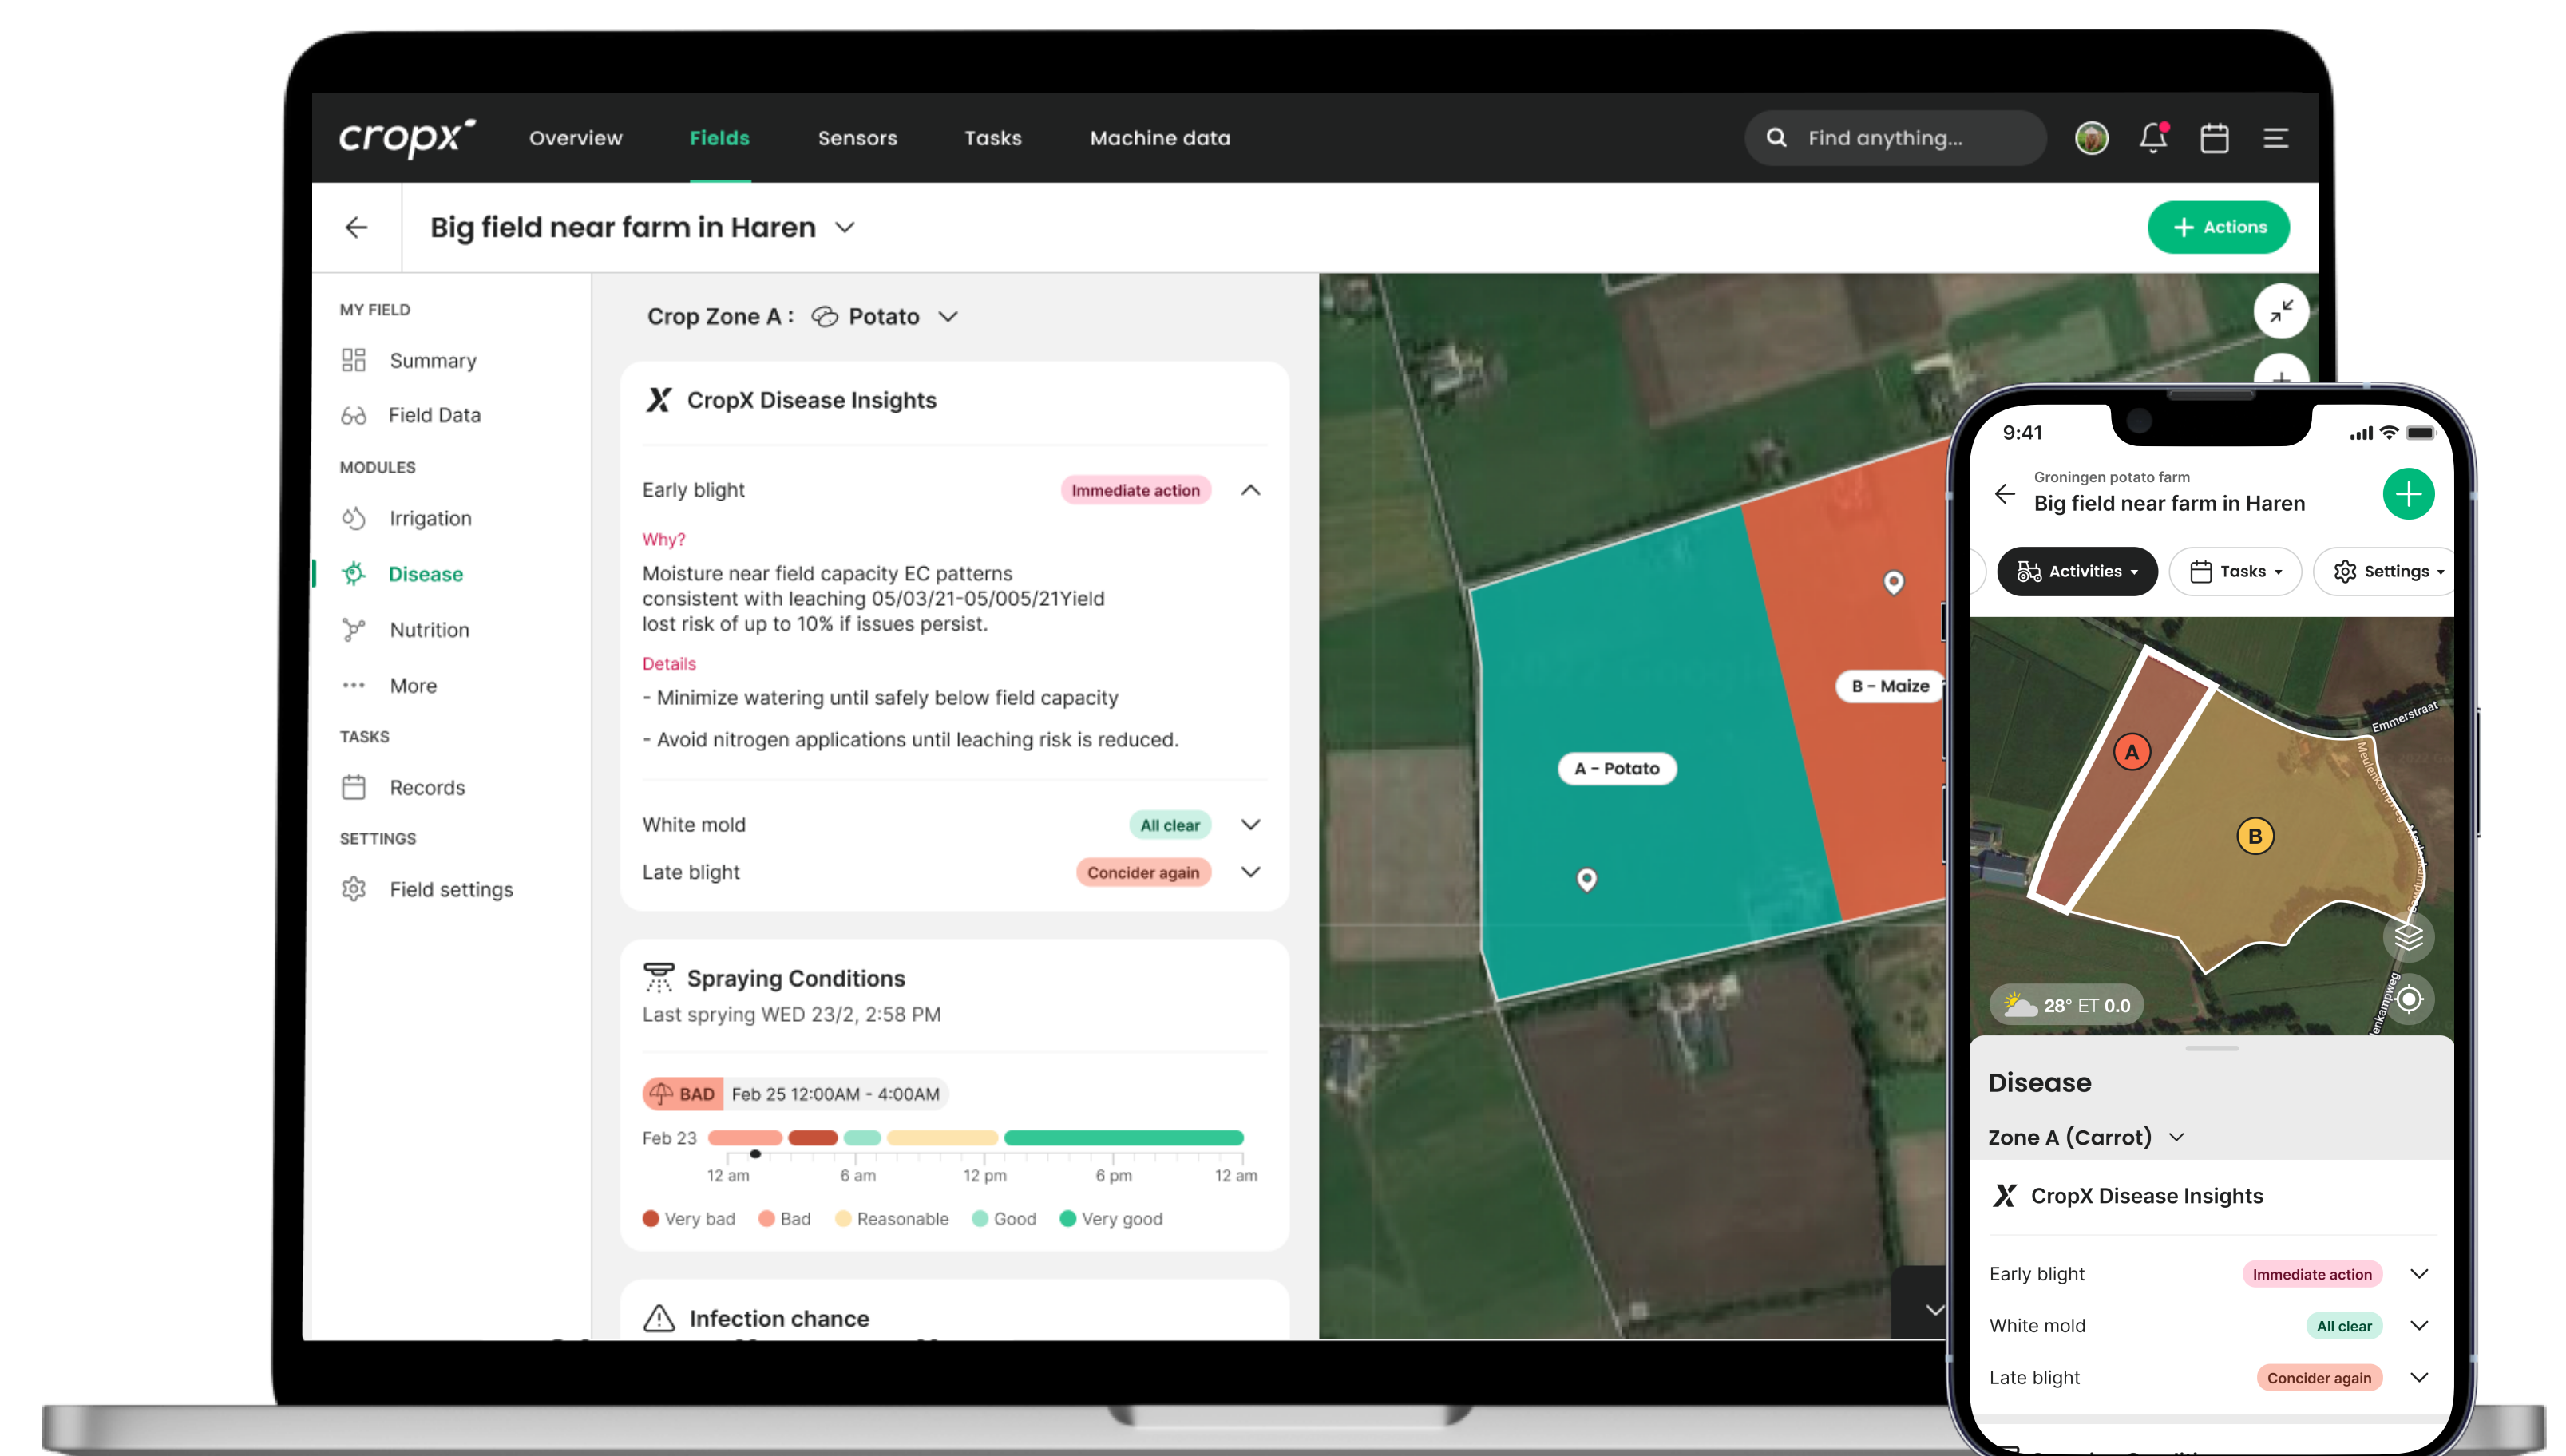 cropx
Overview
Fields
Sensors
Tasks
Machine data
Find anything...
Big field near farm in Haren
Actions
MY FIELD
Summary
Field Data
MODULES
Irrigation
Disease
Nutrition
More
TASKS
Records
SETTINGS
Field settings
Crop Zone A : Potato
CropX Disease Insights
Early blight
Immediate action
Why?
Moisture near field capacity EC patterns
consistent with leaching 05/03/21-05/005/21Yield
lost risk of up to 10% if issues persist.
Details
- Minimize watering until safely below field capacity
- Avoid nitrogen applications until leaching risk is reduced.
White mold
All clear
Late blight
Concider again
Spraying Conditions
Last sprying WED 23/2, 2:58 PM
BAD
Feb 25 12:00AM - 4:00AM
Feb 23
12 am
6 am
12 pm
6 pm
12 am
Very bad
Bad
Reasonable
Good
Very good
Infection chance
A - Potato
B - Maize
9:41
Groningen potato farm
Big field near farm in Haren
Activities
Tasks
Settings
Emmerstraat
Meulenkampweg
A
B
28° ET 0.0
Disease
Zone A (Carrot)
CropX Disease Insights
Early blight
Immediate action
White mold
All clear
Late blight
Concider again